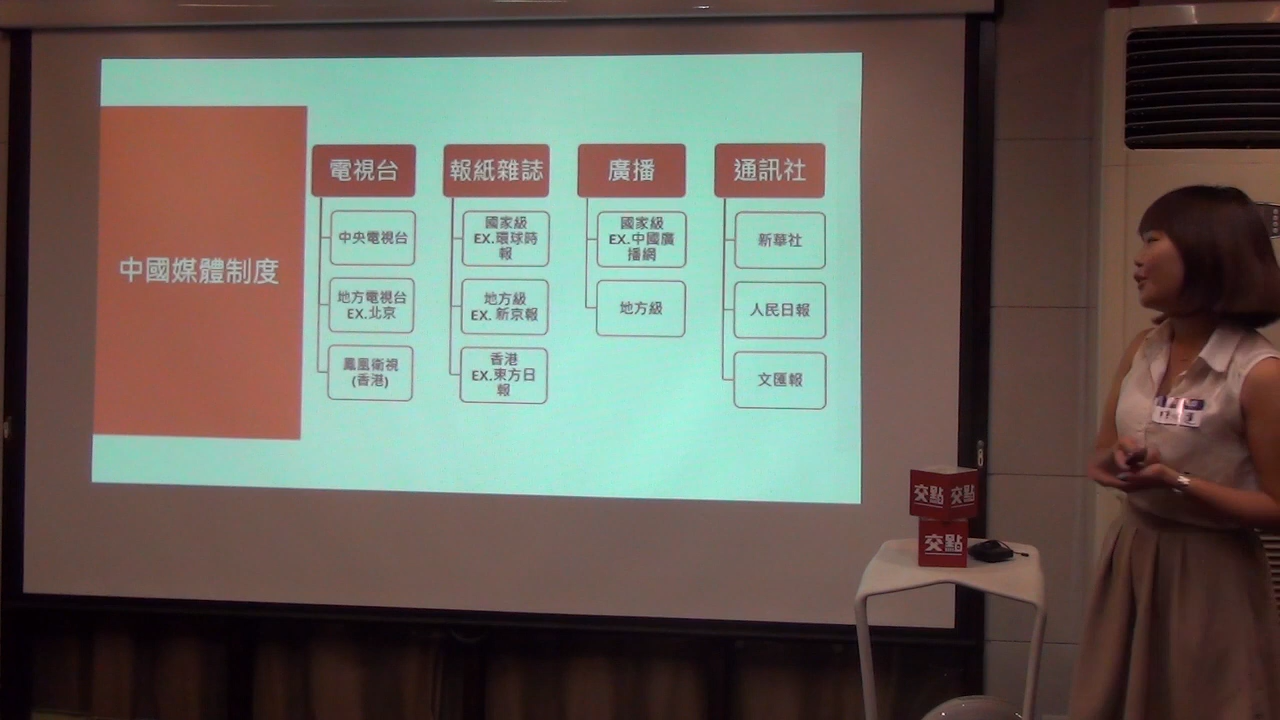 中國媒體制度
電視台
中央電視台
地方電視台
EX.北京
鳳凰衛視
(香港)
報紙雜誌
國家級
EX.環球時
報
地方級
EX. 新京報
香港
EX.東方日
報
廣播
國家級
EX.中國廣
播網
地方級
通訊社
新華社
人民日報
文匯報
交點 交點
交點